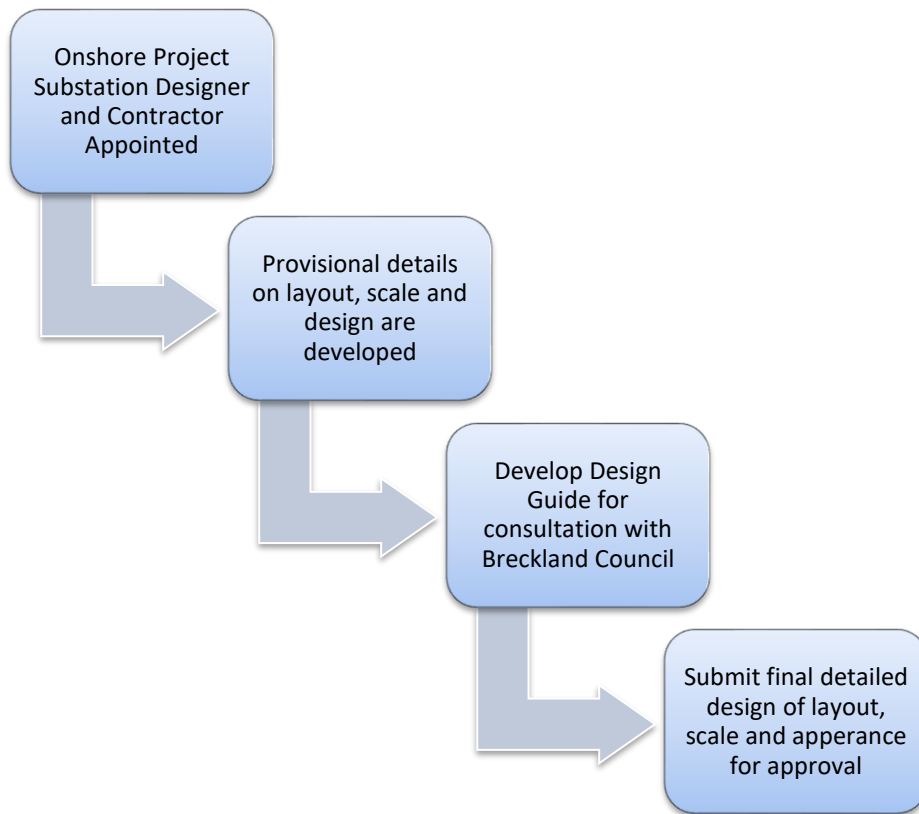 Onshore Project
Substation Designer
and Contractor
Appointed
Provisional details
on layout, scale and
design are
developed
Develop Design
Guide for
consultation with
Breckland Council
Submit final detailed
design of layout,
scale and apperance
for approval